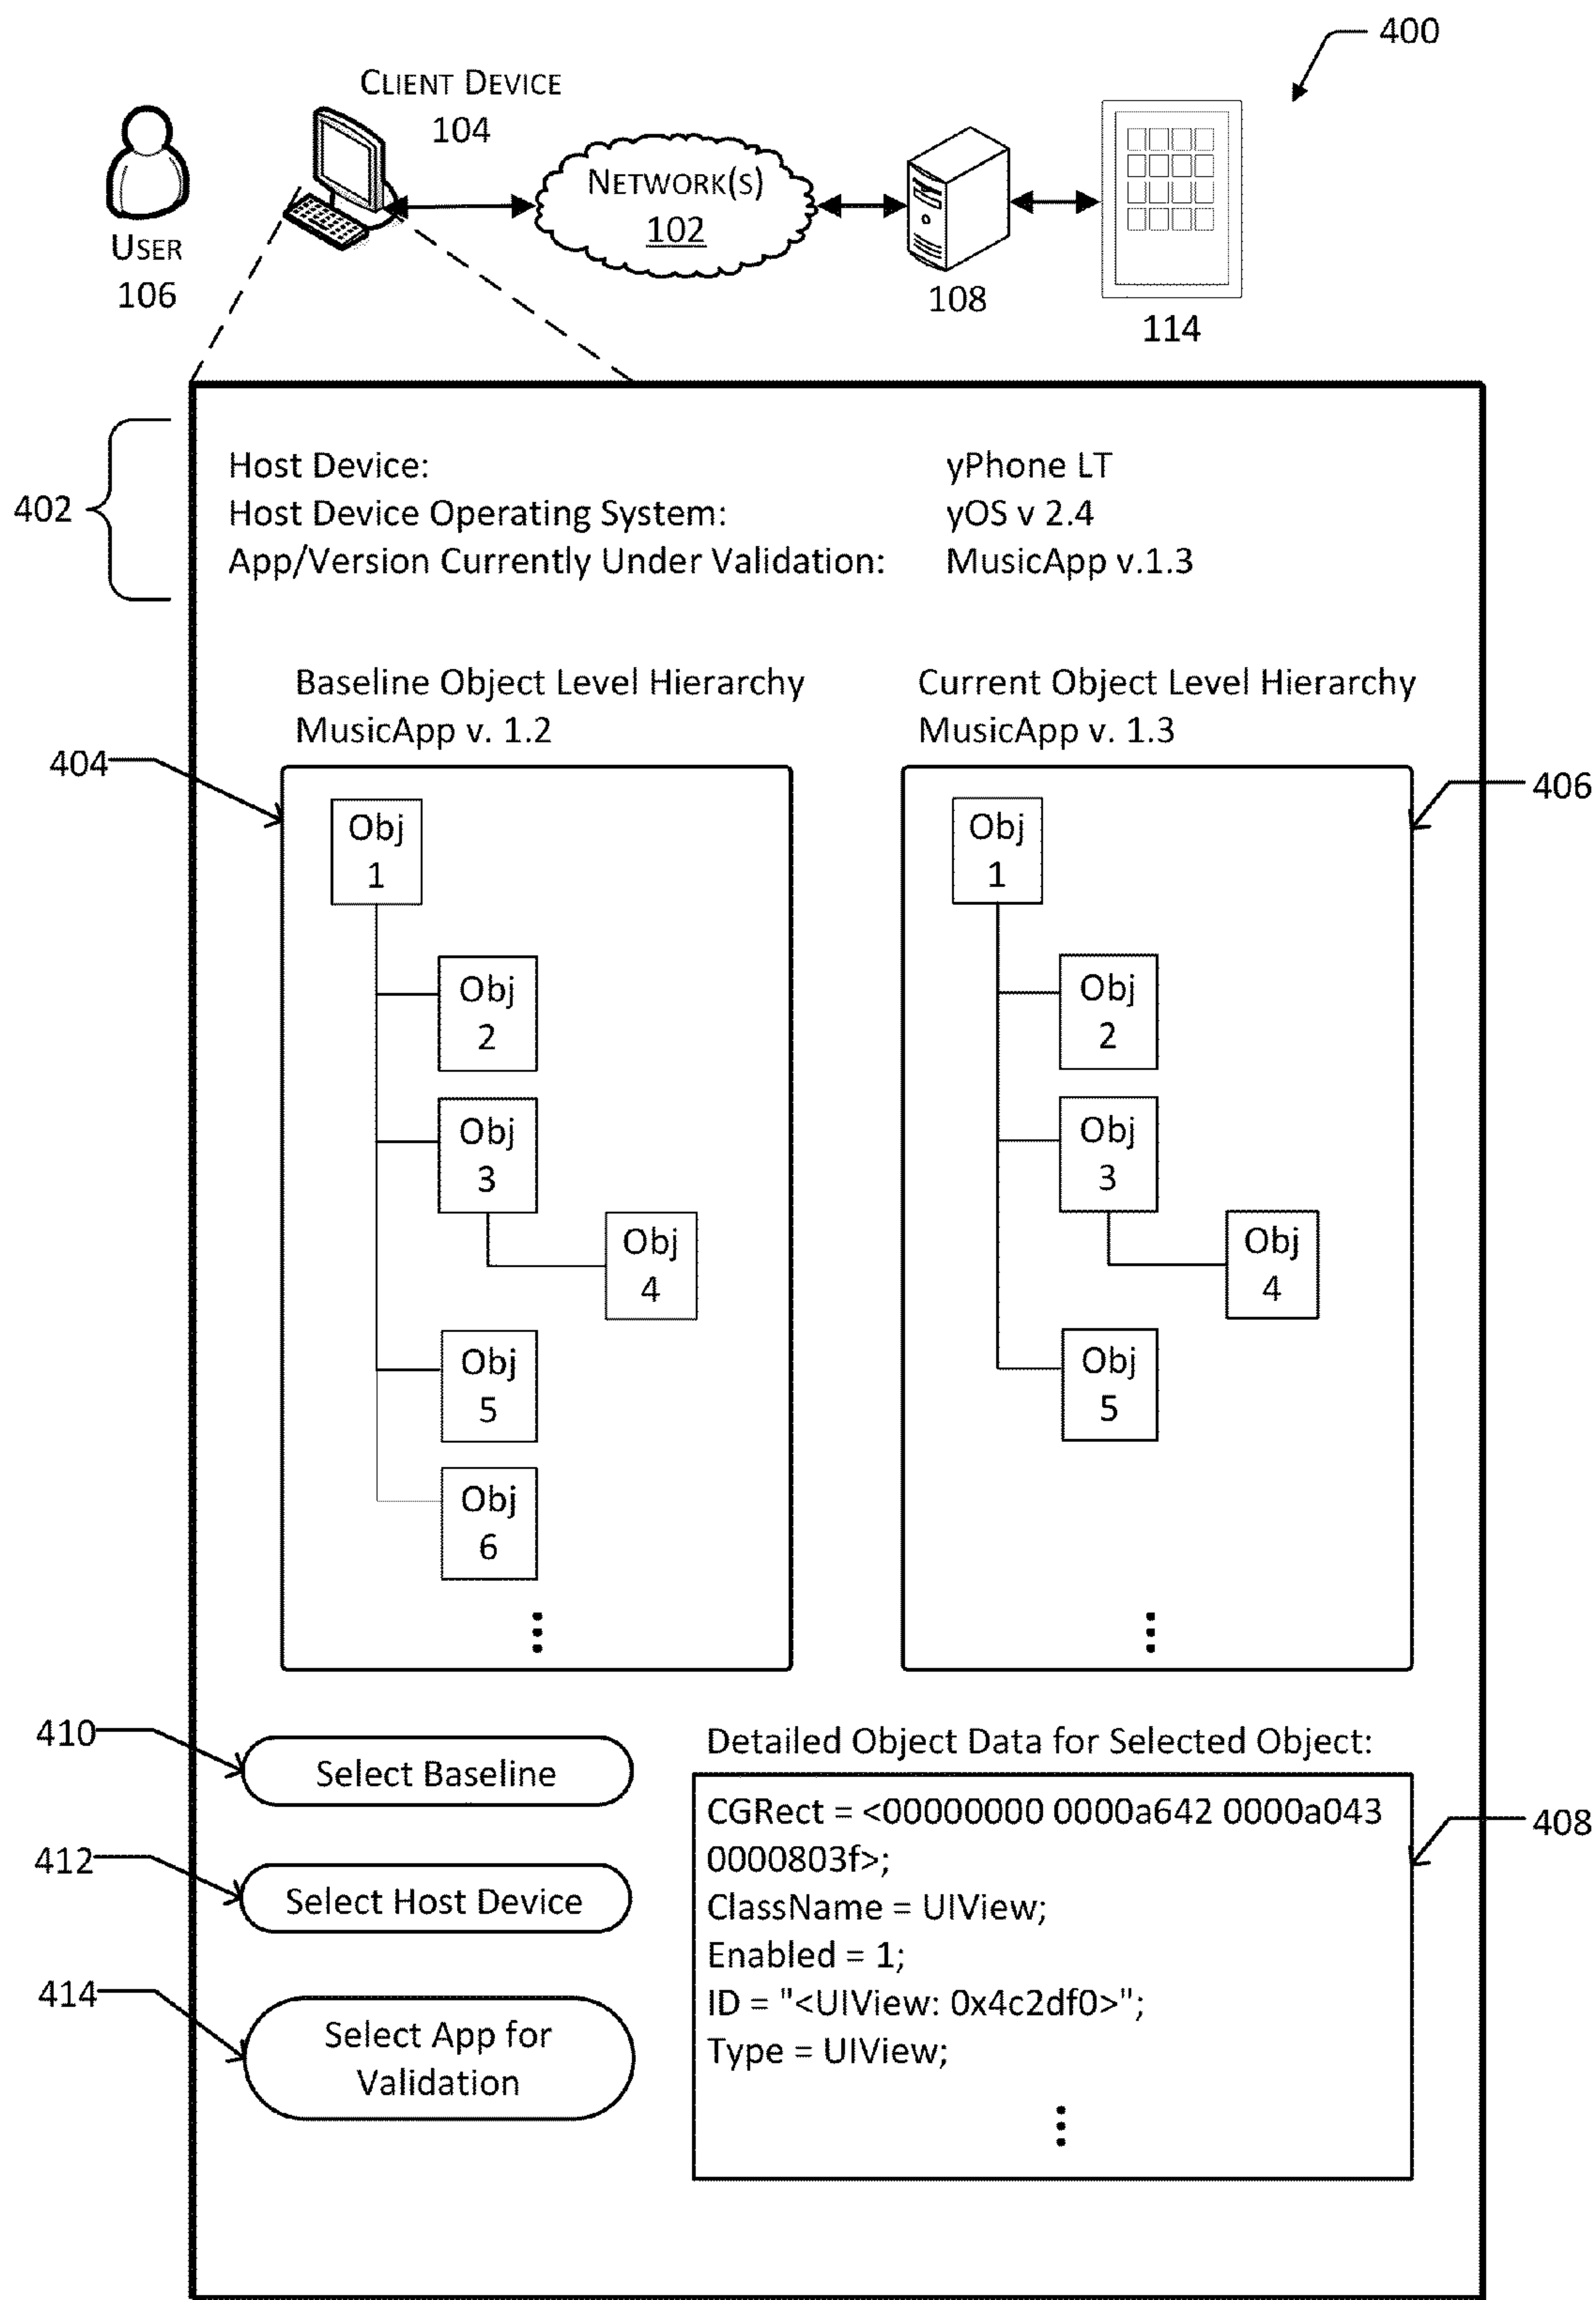 400
CLIENT DEVICE
104
NETWORK(S)
102
USER
106
108
114
402
Host Device: yPhone LT
Host Device Operating System: yOS v 2.4
App/Version Currently Under Validation: MusicApp v.1.3
Baseline Object Level Hierarchy
MusicApp v. 1.2
Current Object Level Hierarchy
MusicApp v. 1.3
404
406
Obj
1
Obj
2
Obj
3
Obj
4
Obj
5
Obj
6
⋮
Obj
1
Obj
2
Obj
3
Obj
4
Obj
5
⋮
410
Select Baseline
412
Select Host Device
414
Select App for
Validation
Detailed Object Data for Selected Object:
408
CGRect = <00000000 0000a642 0000a043
0000803f>;
ClassName = UIView;
Enabled = 1;
ID = "<UIView: 0x4c2df0>";
Type = UIView;
⋮